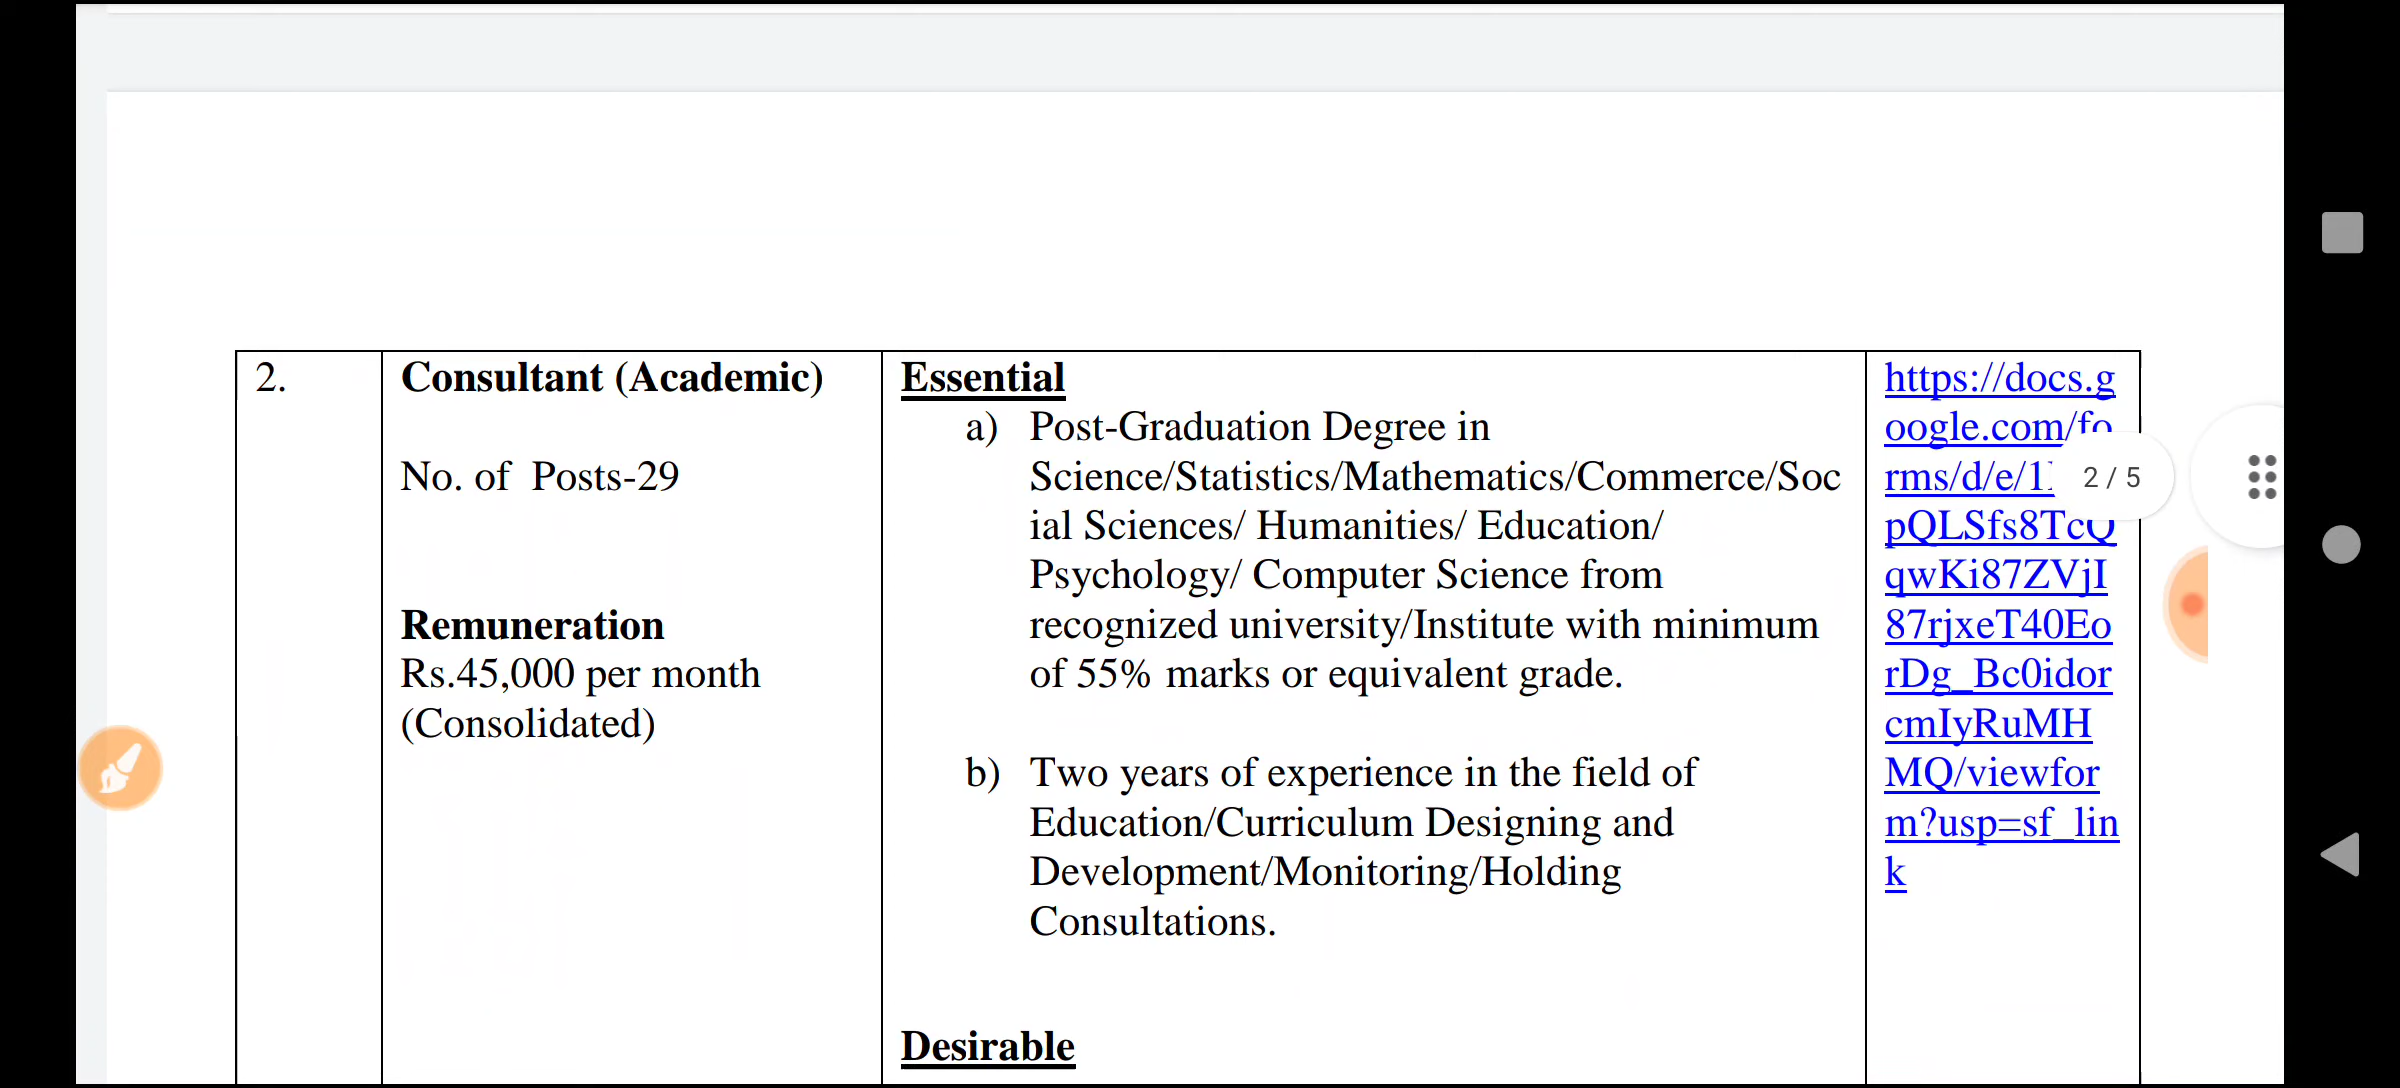 2.
Consultant (Academic)
No. of Posts-29
Remuneration
Rs.45,000 per month
(Consolidated)
Essential
a) Post-Graduation Degree in
Science/Statistics/Mathematics/Commerce/Soc
ial Sciences/ Humanities/ Education/
Psychology/ Computer Science from
recognized university/Institute with minimum
of 55% marks or equivalent grade.
b) Two years of experience in the field of
Education/Curriculum Designing and
Development/Monitoring/Holding
Consultations.
Desirable
https://docs.g
oogle.com/fo
rms/d/e/1
pQLSfs8TcQ
qwKi87ZVjI
87rjxeT40Eo
rDg_Bc0idor
cmIyRuMH
MQ/viewfor
m?usp=sf_lin
k
2 / 5